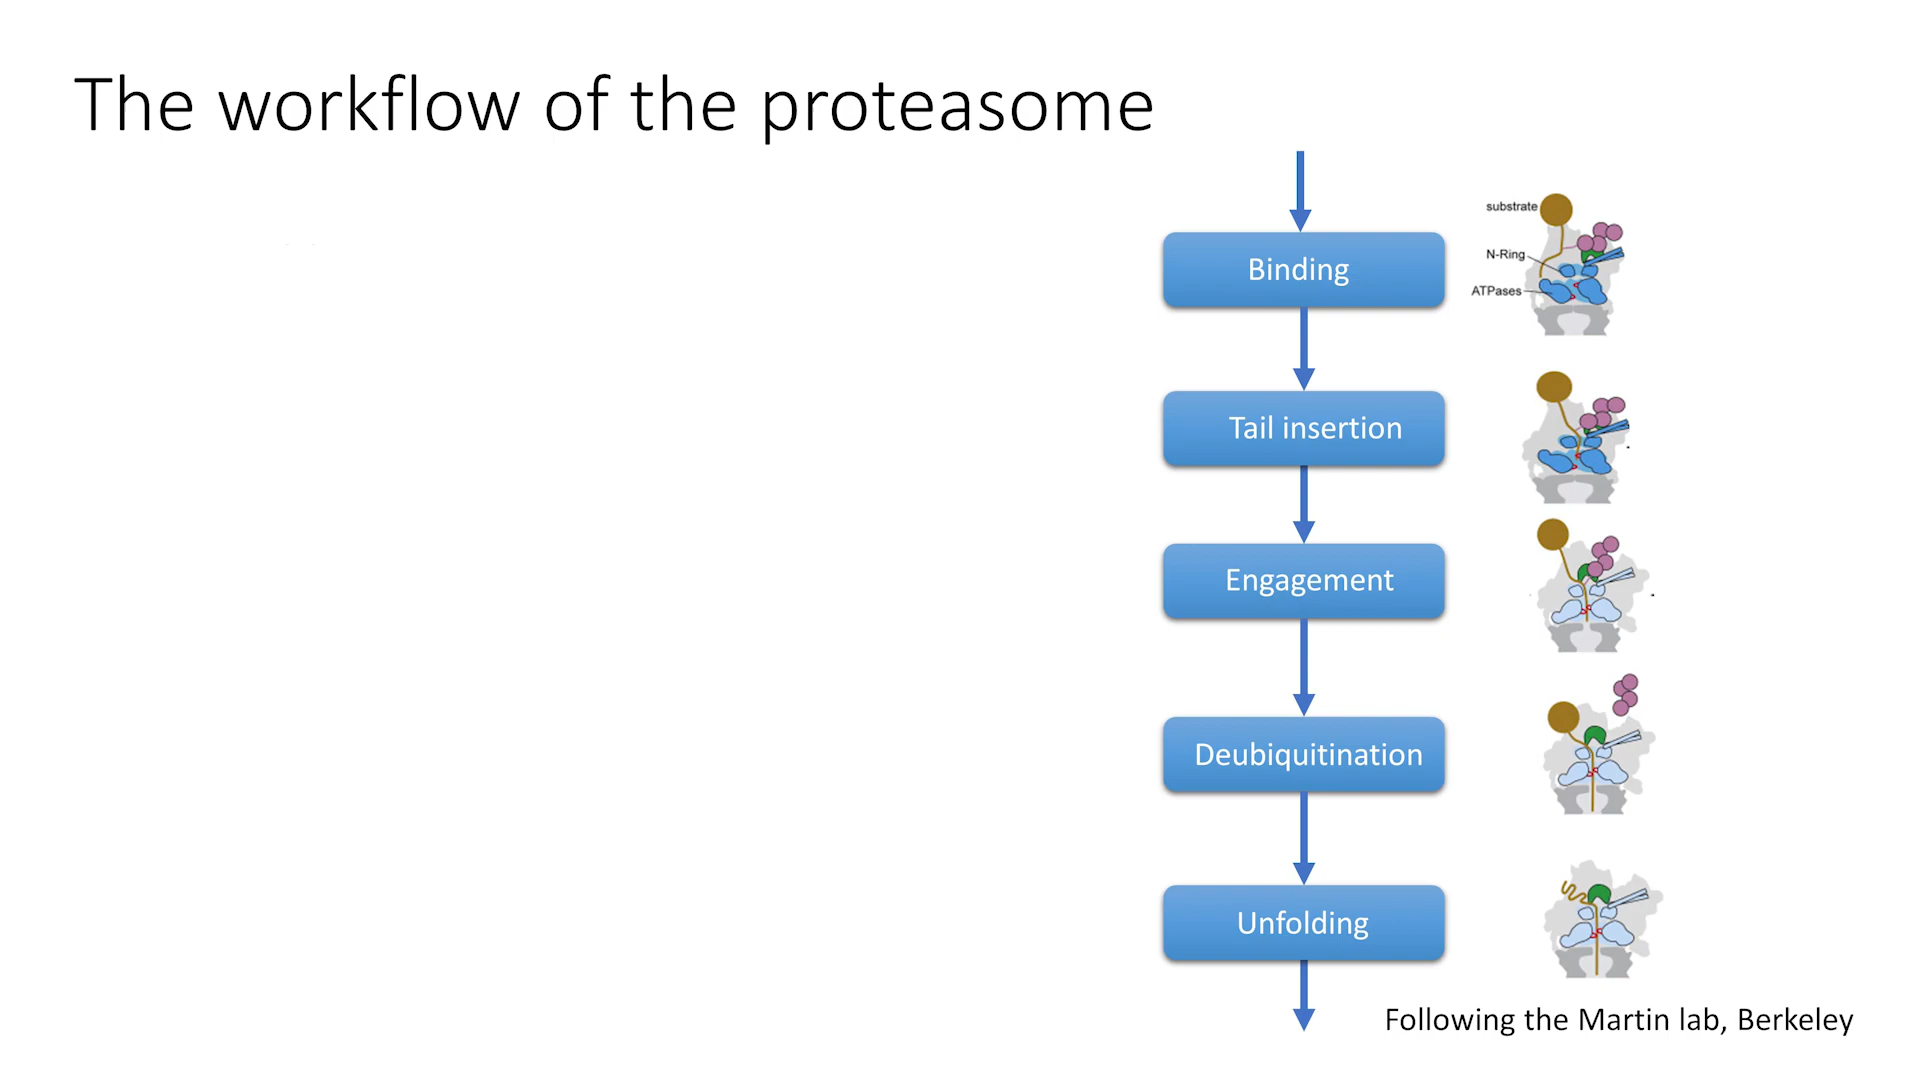 The workflow of the proteasome
substrate
N-Ring
Binding
ATPases
Tail insertion
Engagement
Deubiquitination
Unfolding
Following the Martin lab, Berkeley